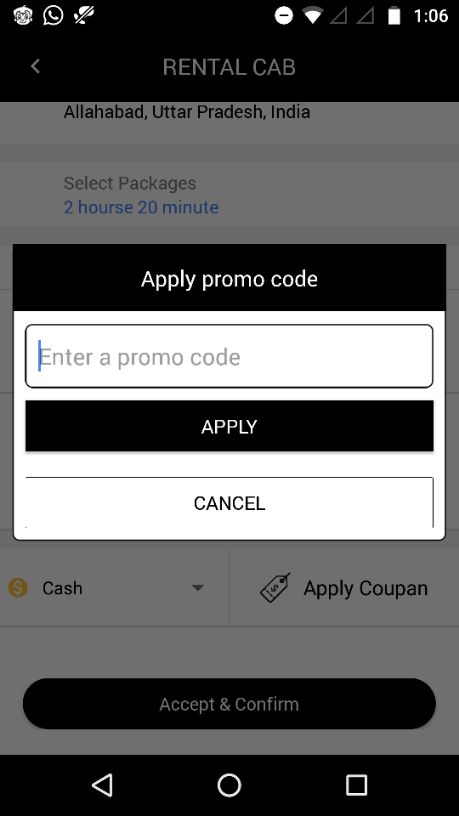 1:06
RENTAL CAB
Allahabad, Uttar Pradesh, India
Select Packages
2 hourse 20 minute
Apply promo code
Enter a promo code
APPLY
CANCEL
Cash
Apply Coupan
Accept & Confirm